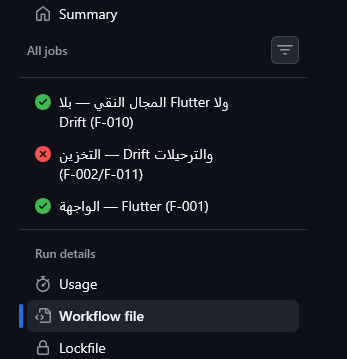 Summary
All jobs
المجال النقي — بلا Flutter ولا
Drift (F-010)
التخزين — Drift والترحيلات
(F-002/F-011)
الواجهة — Flutter (F-001)
Run details
Usage
Workflow file
Lockfile